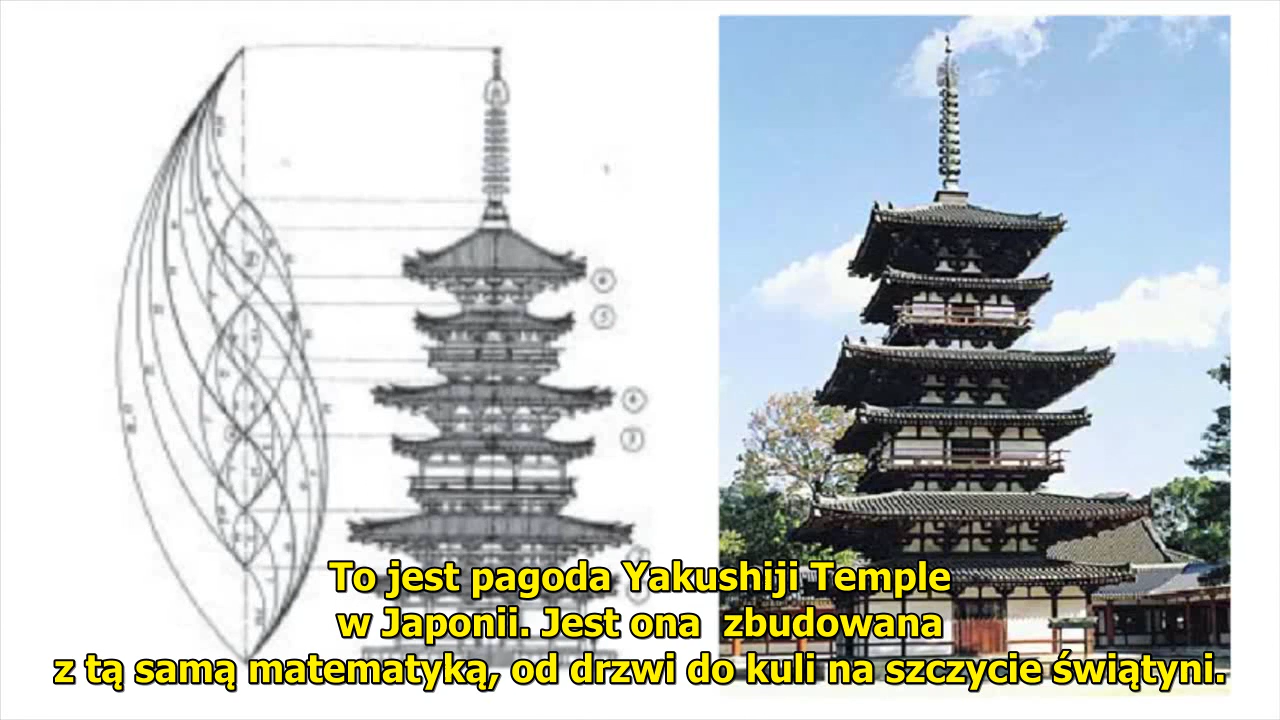 To jest pagoda Yakushiji Temple
w Japonii. Jest ona zbudowana
z tą samą matematyką, od drzwi do kuli na szczycie świątyni.